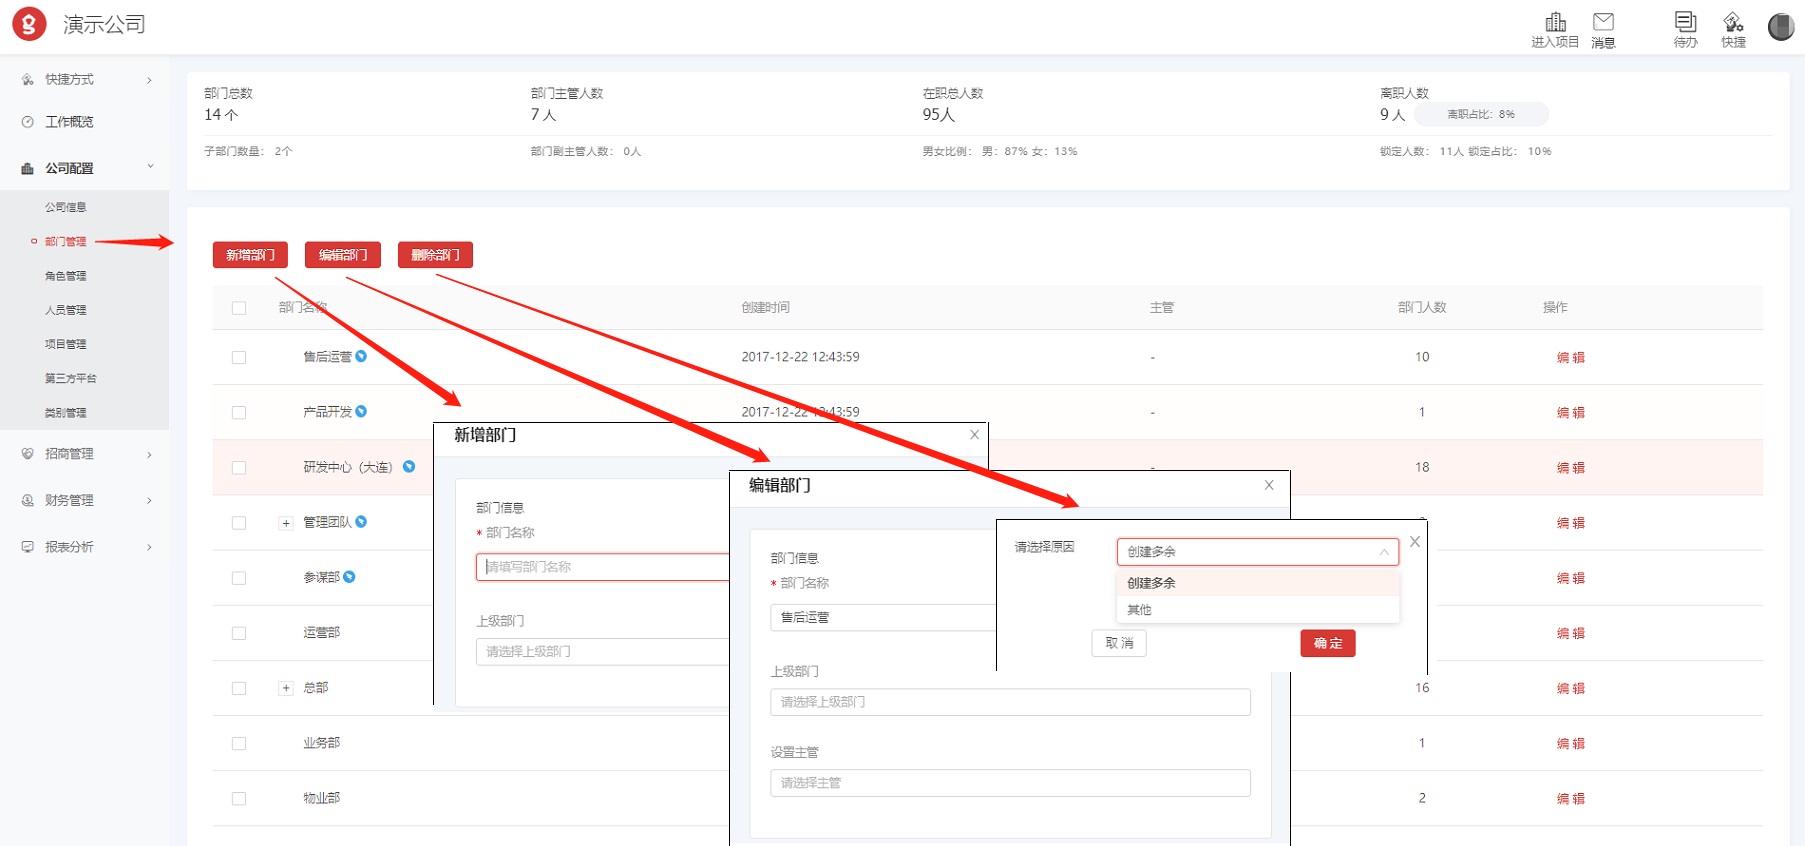 演示公司
进入项目
消息
待办
快捷
快捷方式
工作概览
公司配置
公司信息
部门管理
角色管理
人员管理
项目管理
第三方平台
类别管理
招商管理
财务管理
报表分析
部门总数
14 个
子部门数量： 2个
部门主管人数
7 人
部门副主管人数： 0人
在职总人数
95人
男女比例： 男：87% 女：13%
离职人数
9 人 离职占比：8%
锁定人数： 11人 锁定占比： 10%
新增部门 编辑部门 删除部门
部门名称 创建时间 主管 部门人数 操作
售后运营 2017-12-22 12:43:59 - 10 编 辑
产品开发 2017-12-22 12:43:59 - 1 编 辑
研发中心（大连） - 18 编 辑
管理团队 编 辑
参谋部 编 辑
运营部 编 辑
总部 16 编 辑
业务部 1 编 辑
物业部 2 编 辑
新增部门 X
部门信息
* 部门名称
请填写部门名称
上级部门
请选择上级部门
编辑部门 X
部门信息
* 部门名称
售后运营
上级部门
请选择上级部门
设置主管
请选择主管
X
请选择原因 创建多余
创建多余
其他
取 消 确 定